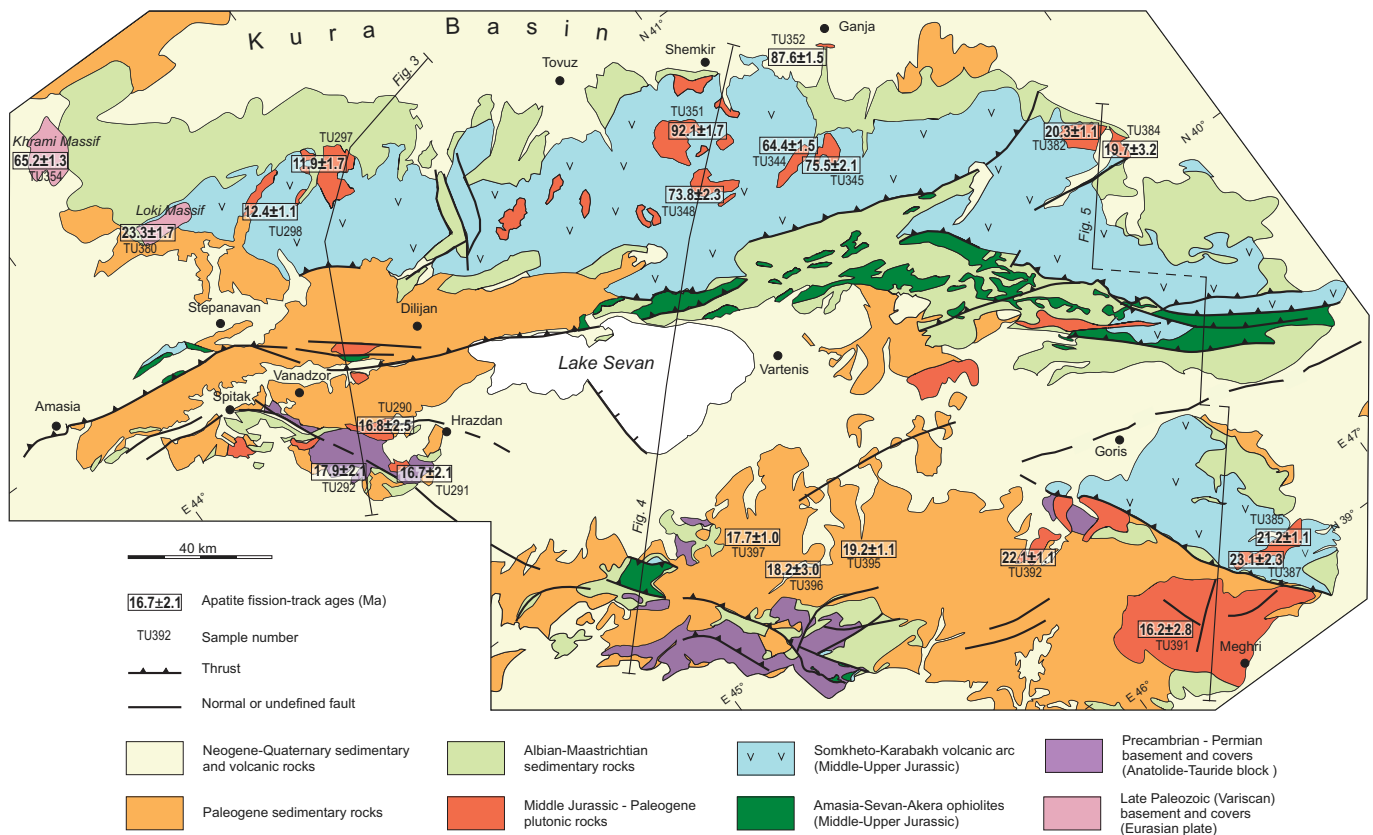 Kura Basin
N 41°
Ganja
TU352
87.6±1.5
Shemkir
Tovuz
Fig. 3
Khrami Massif
65.2±1.3
TU354
TU297
11.9±1.7
TU351
92.1±1.7
64.4±1.5
TU344
75.5±2.1
TU345
20.3±1.1
TU382
TU384
19.7±3.2
N 40°
Loki Massif
12.4±1.1
TU298
73.8±2.3
TU348
23.3±1.7
TU380
Fig. 5
Stepanavan
Dilijan
Lake Sevan
Vartenis
Vanadzor
Spitak
Amasia
TU290
16.8±2.5
Hrazdan
17.9±2.1
TU292
16.7±2.1
TU291
Goris
E 47°
E 44°
Fig. 4
N 39°
17.7±1.0
TU397
18.2±3.0
TU396
19.2±1.1
TU395
22.1±1.1
TU392
TU385
21.2±1.1
23.1±2.3
TU387
16.2±2.8
TU391
Meghri
E 45°
E 46°
40 km
16.7±2.1 Apatite fission-track ages (Ma)
TU392 Sample number
Thrust
Normal or undefined fault
Neogene-Quaternary sedimentary
and volcanic rocks
Paleogene sedimentary rocks
Albian-Maastrichtian
sedimentary rocks
Middle Jurassic - Paleogene
plutonic rocks
v v
Somkheto-Karabakh volcanic arc
(Middle-Upper Jurassic)
Amasia-Sevan-Akera ophiolites
(Middle-Upper Jurassic)
Precambrian - Permian
basement and covers
(Anatolide-Tauride block )
Late Paleozoic (Variscan)
basement and covers
(Eurasian plate)